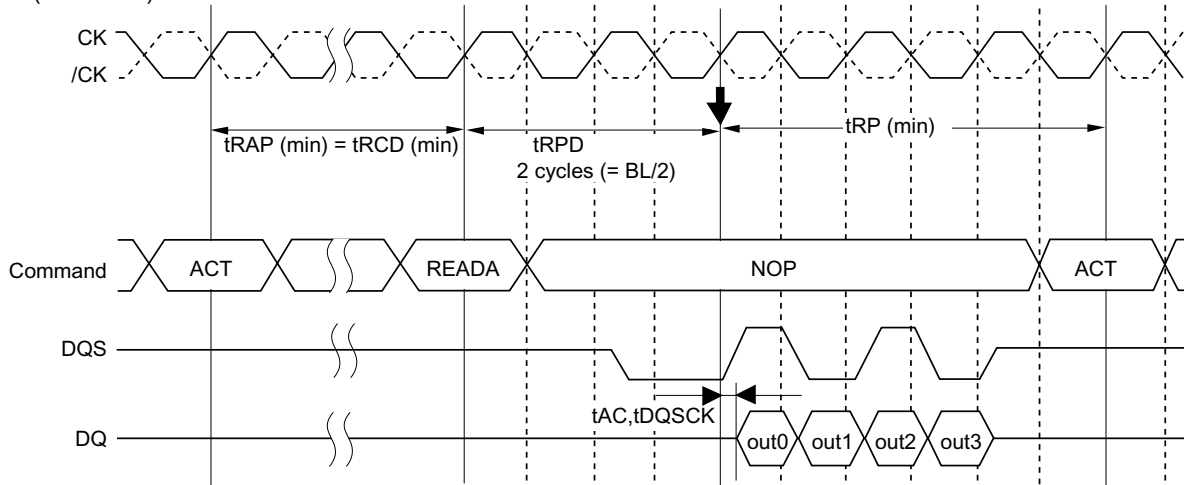 CK
/CK
tRAP (min) = tRCD (min)
tRPD
2 cycles (= BL/2)
tRP (min)
Command
ACT
READA
NOP
ACT
DQS
tAC,tDQSCK
DQ
out0
out1
out2
out3